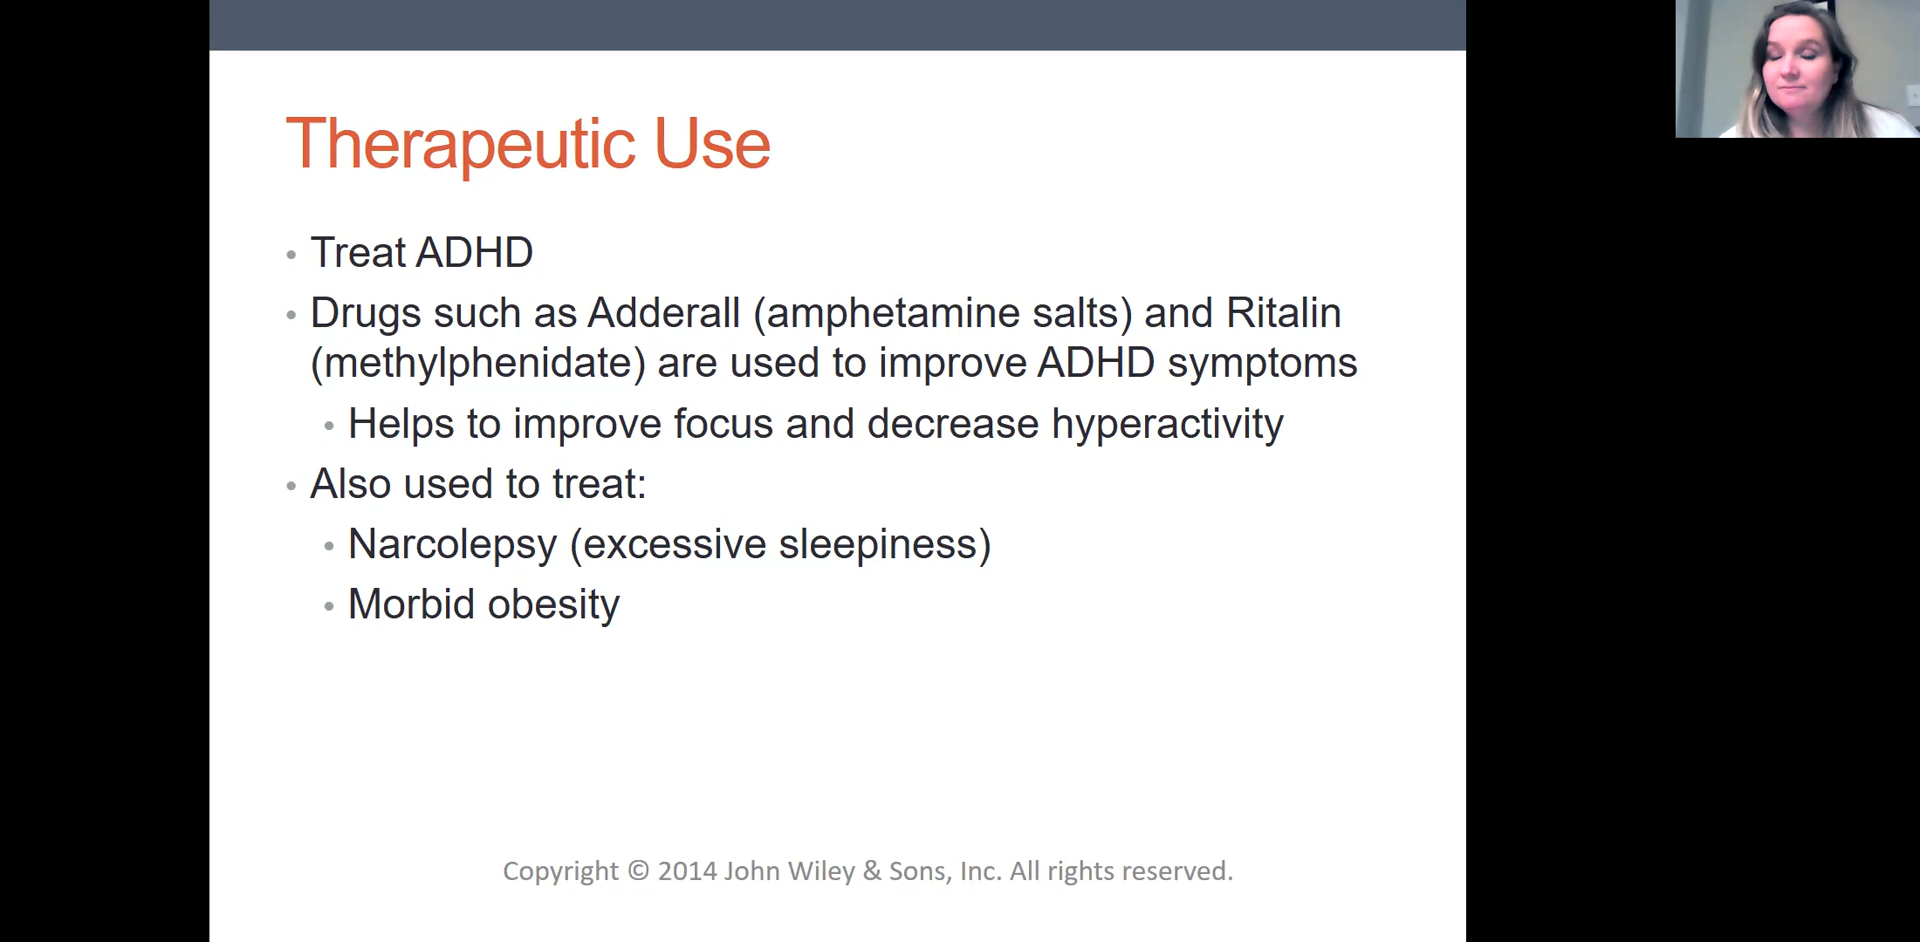 Therapeutic Use
• Treat ADHD
• Drugs such as Adderall (amphetamine salts) and Ritalin
(methylphenidate) are used to improve ADHD symptoms
• Helps to improve focus and decrease hyperactivity
• Also used to treat:
• Narcolepsy (excessive sleepiness)
• Morbid obesity
Copyright © 2014 John Wiley & Sons, Inc. All rights reserved.